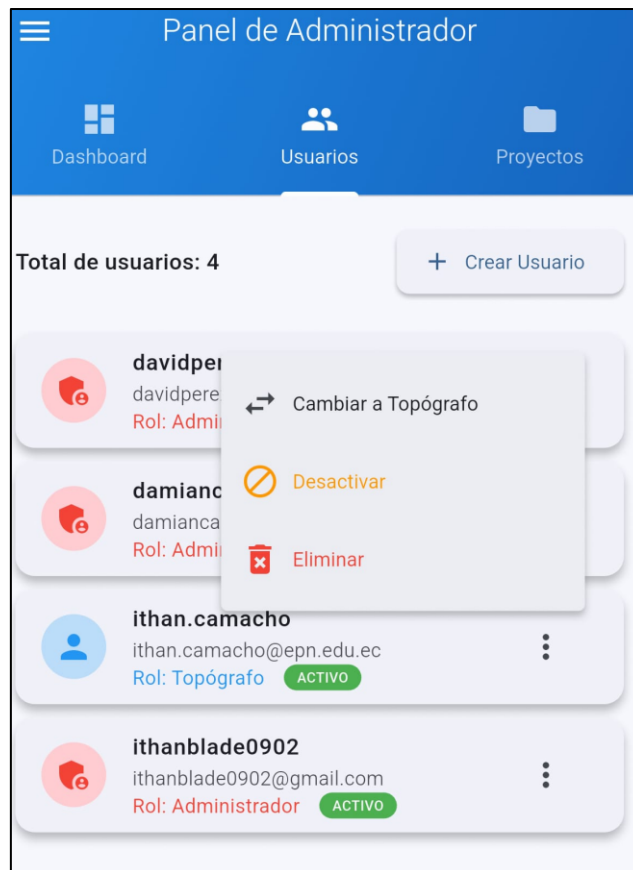 Panel de Administrador
Dashboard
Usuarios
Proyectos
Total de usuarios: 4
+ Crear Usuario
davidper
davidpere
Rol: Admi
Cambiar a Topógrafo
Desactivar
Eliminar
damianc
damianca
Rol: Admi
ithan.camacho
ithan.camacho@epn.edu.ec
Rol: Topógrafo ACTIVO
ithanblade0902
ithanblade0902@gmail.com
Rol: Administrador ACTIVO